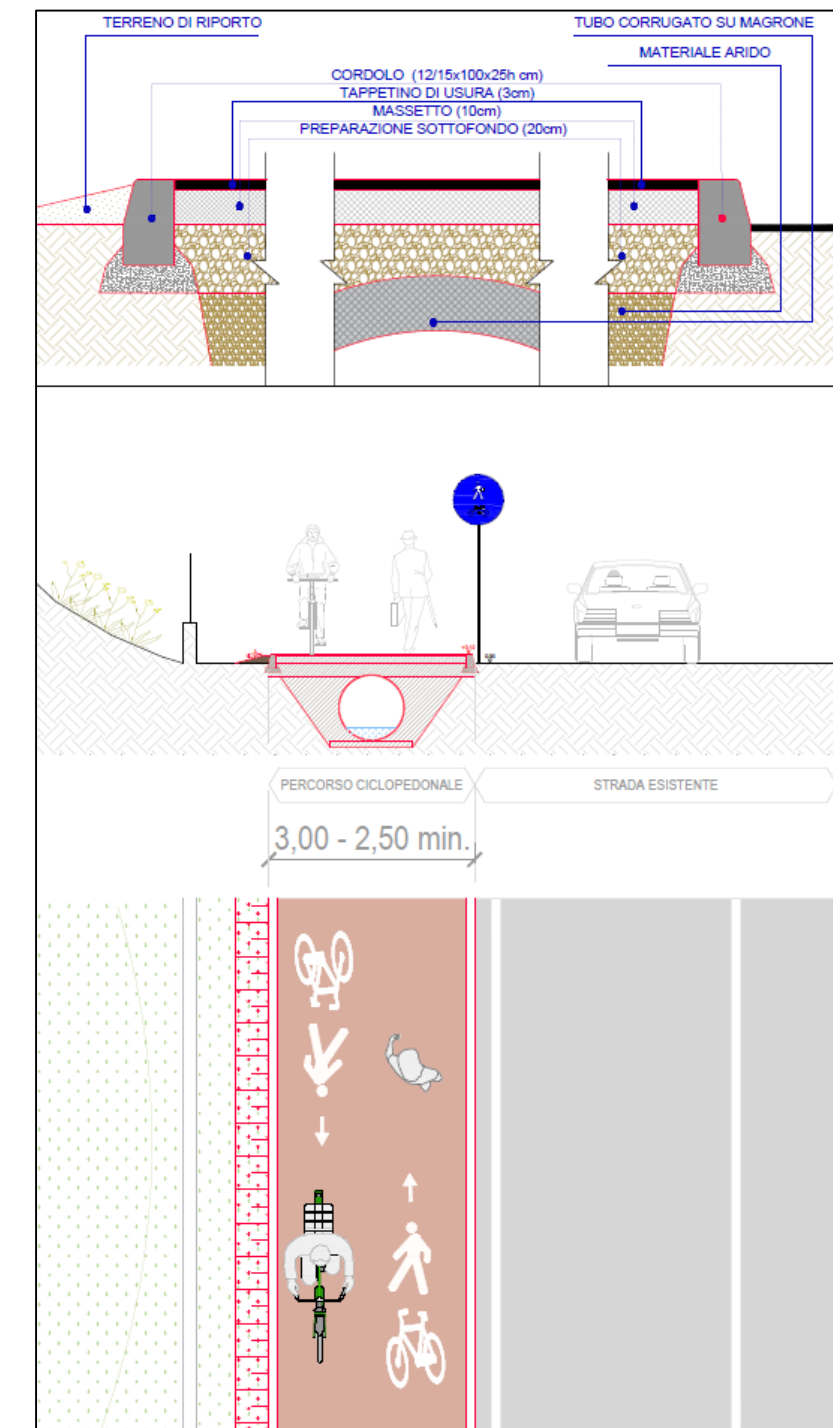 TERRENO DI RIPORTO
TUBO CORRUGATO SU MAGRONE
MATERIALE ARIDO
CORDOLO (12/15x100x25h cm)
TAPPETINO DI USURA (3cm)
MASSETTO (10cm)
PREPARAZIONE SOTTOFONDO (20cm)
PERCORSO CICLOPEDONALE
STRADA ESISTENTE
3,00 - 2,50 min.